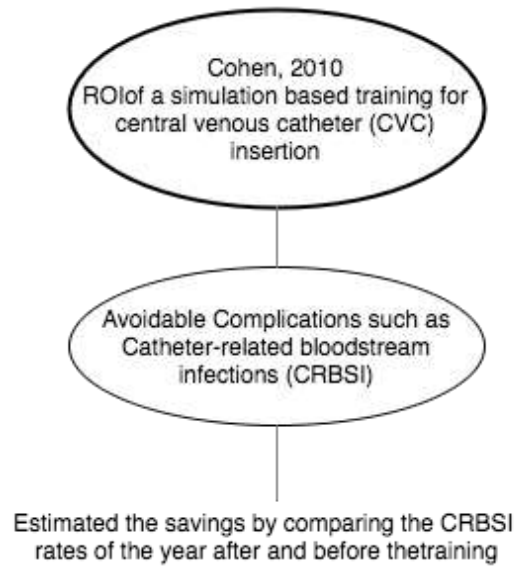 Cohen, 2010
ROIof a simulation based training for
central venous catheter (CVC)
insertion
Avoidable Complications such as
Catheter-related bloodstream
infections (CRBSI)
Estimated the savings by comparing the CRBSI
rates of the year after and before thetraining